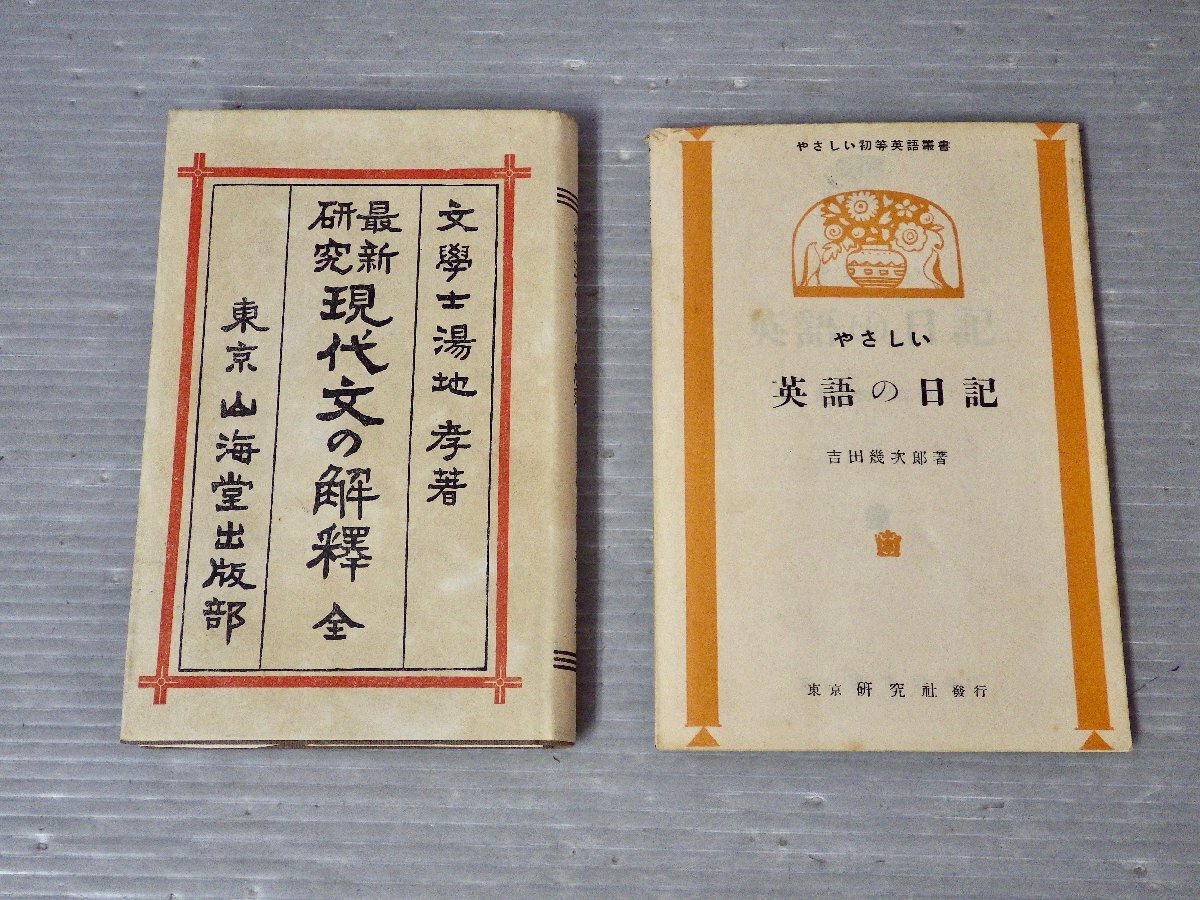 文學士湯地孝著
最新
研究
現代文の解釋 全
東京山海堂出版部
やさしい初等英語叢書
やさしい
英語の日記
吉田幾次郎著
東京 研究社 發行